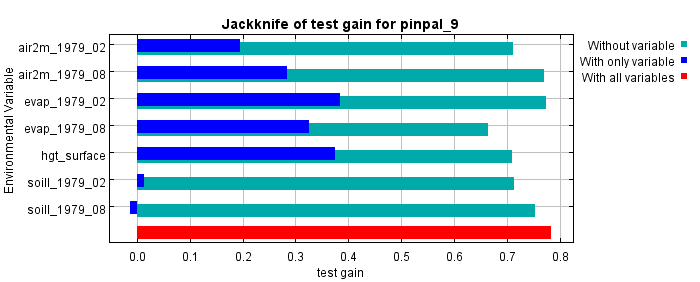 Jackknife of test gain for pinpal_9
Environmental Variable
air2m_1979_02
air2m_1979_08
evap_1979_02
evap_1979_08
hgt_surface
soill_1979_02
soill_1979_08
0.0 0.1 0.2 0.3 0.4 0.5 0.6 0.7 0.8
test gain
Without variable
With only variable
With all variables